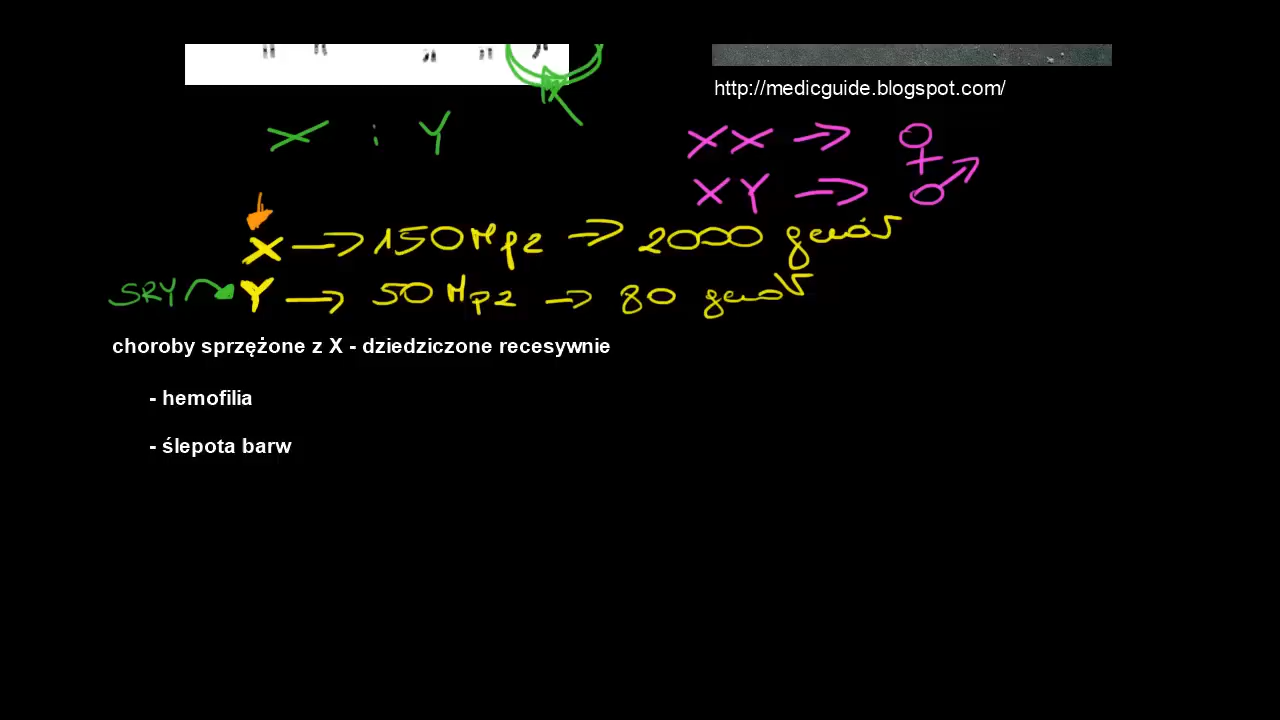 http://medicguide.blogspot.com/
X i Y
XX → ♀
XY → ♂
X → 150 Mpz → 2000 genów
SRY Y → 50 Mpz → 80 genów
choroby sprzężone z X - dziedziczone recesywnie
- hemofilia
- ślepota barw